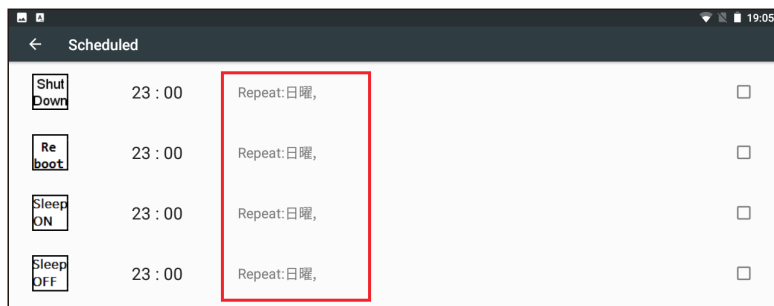 19:05
Scheduled
Shut
Down
23 : 00
Repeat:日曜,
Re
boot
23 : 00
Repeat:日曜,
Sleep
ON
23 : 00
Repeat:日曜,
Sleep
OFF
23 : 00
Repeat:日曜,